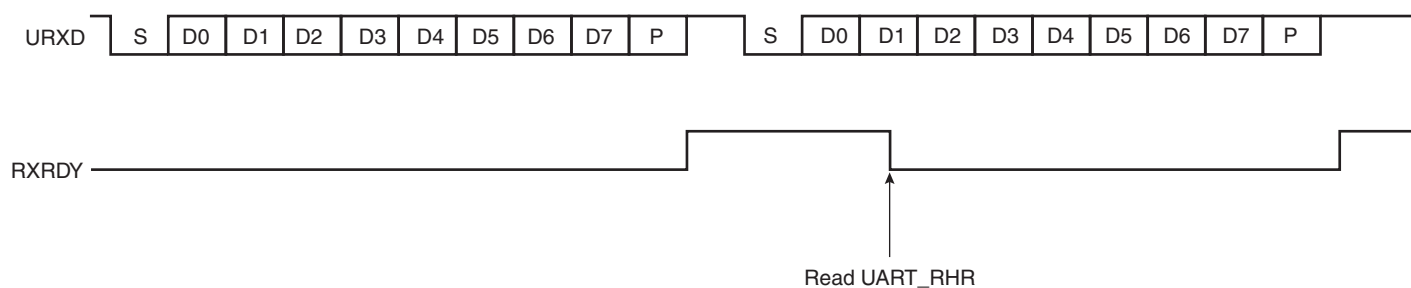 URXD S D0 D1 D2 D3 D4 D5 D6 D7 P S D0 D1 D2 D3 D4 D5 D6 D7 P
RXRDY
Read UART_RHR